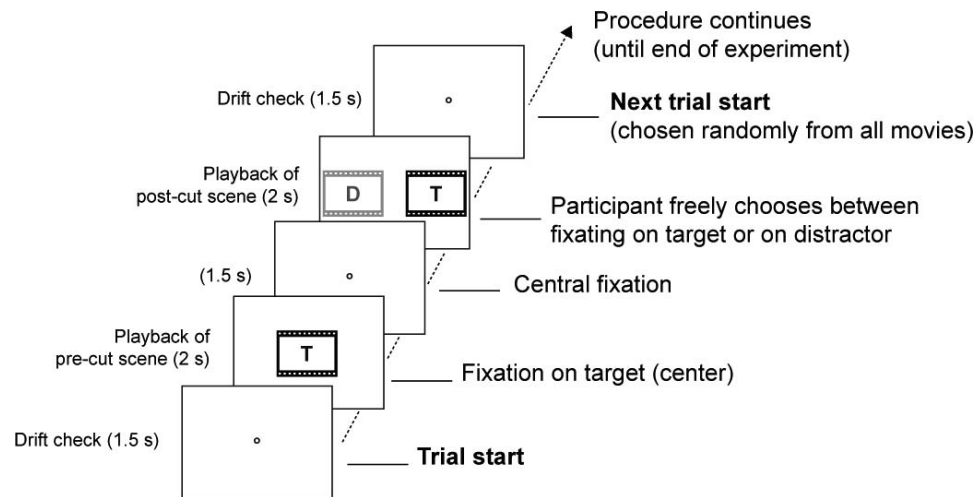 Procedure continues
(until end of experiment)
Drift check (1.5 s)
Next trial start
(chosen randomly from all movies)
Playback of
post-cut scene (2 s)
D
T
Participant freely chooses between
fixating on target or on distractor
(1.5 s)
Central fixation
Playback of
pre-cut scene (2 s)
T
Fixation on target (center)
Drift check (1.5 s)
Trial start